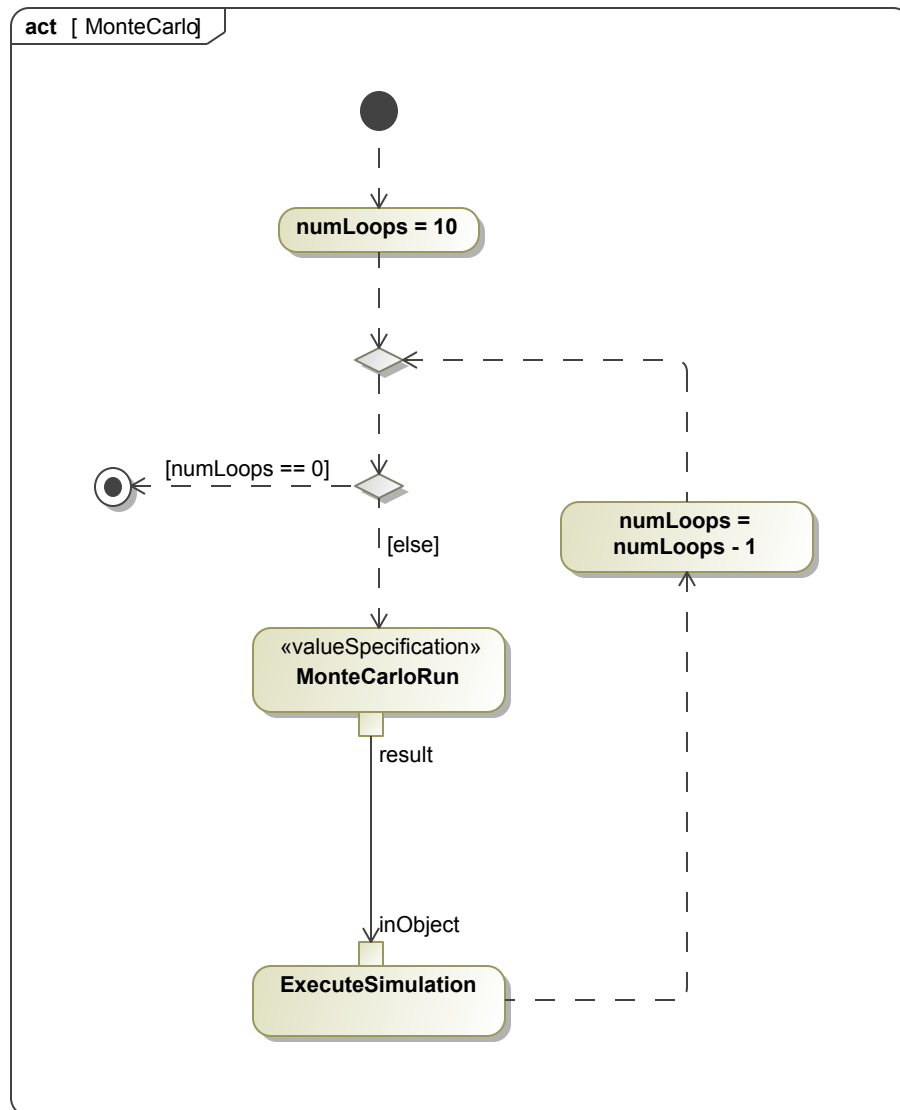 act [ MonteCarlo]
numLoops = 10
[numLoops == 0]
[else]
numLoops =
numLoops - 1
«valueSpecification»
MonteCarloRun
result
inObject
ExecuteSimulation